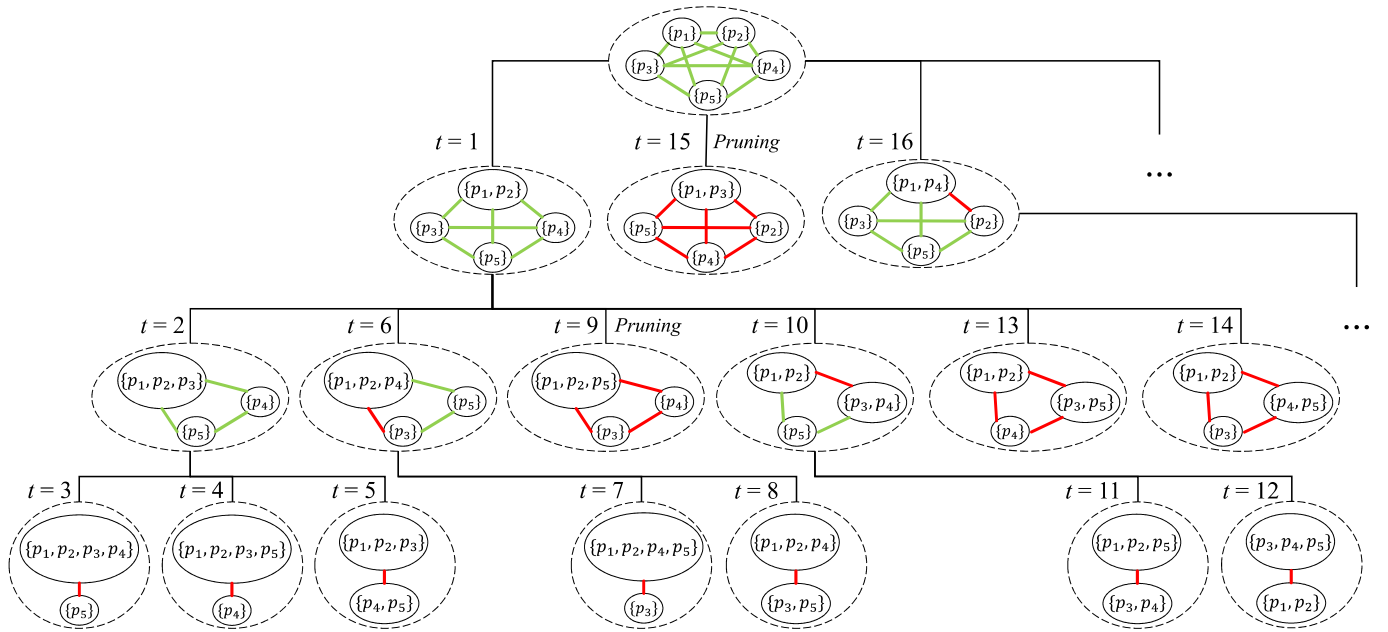 {p₁} {p₂}
{p₃} {p₄}
{p₅}
t = 1 t = 15 Pruning t = 16
...
{p₁, p₂} {p₁, p₃} {p₁, p₄}
{p₃} {p₄} {p₅} {p₂} {p₃} {p₂}
{p₅} {p₄} {p₅}
t = 2 t = 6 t = 9 Pruning t = 10 t = 13 t = 14 ...
{p₁, p₂, p₃} {p₁, p₂, p₄} {p₁, p₂, p₅} {p₁, p₂} {p₁, p₂} {p₁, p₂}
{p₄} {p₅} {p₄} {p₃, p₄} {p₃, p₅} {p₄, p₅}
{p₅} {p₃} {p₃} {p₅} {p₄} {p₃}
t = 3 t = 4 t = 5 t = 7 t = 8 t = 11 t = 12
{p₁, p₂, p₃, p₄} {p₁, p₂, p₃, p₅} {p₁, p₂, p₃} {p₁, p₂, p₄, p₅} {p₁, p₂, p₄} {p₁, p₂, p₅} {p₃, p₄, p₅}
{p₅} {p₄} {p₄, p₅} {p₃} {p₃, p₅} {p₃, p₄} {p₁, p₂}